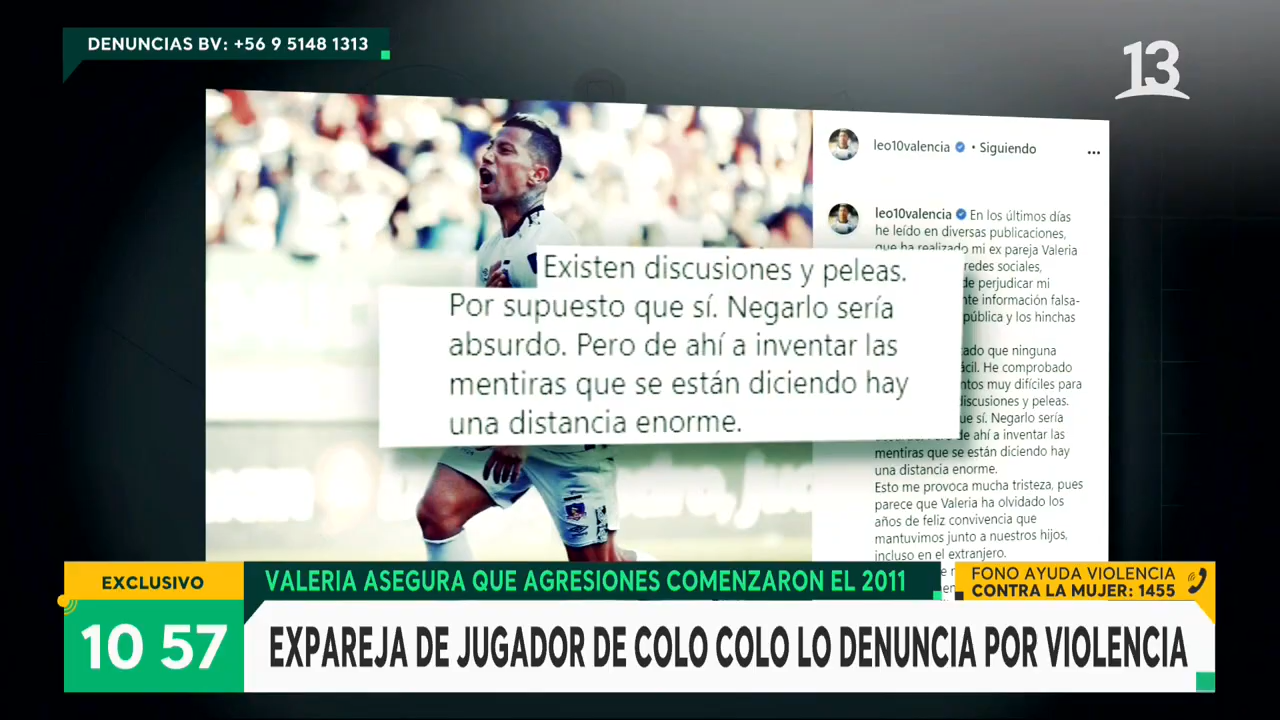 DENUNCIAS BV: +56 9 5148 1313
13
leo10valencia • Siguiendo
...
leo10valencia En los últimos días
he leído en diversas publicaciones,
que ha realizado mi ex pareja Valeria
redes sociales,
de perjudicar mi
información falsa-
pública y los hinchas
que ninguna
He comprobado
muy difíciles para
discusiones y peleas.
que sí. Negarlo sería
de ahí a inventar las
mentiras que se están diciendo hay
una distancia enorme.
Esto me provoca mucha tristeza, pues
parece que Valeria ha olvidado los
años de feliz convivencia que
mantuvimos junto a nuestros hijos,
incluso en el extranjero.
Existen discusiones y peleas.
Por supuesto que sí. Negarlo sería
absurdo. Pero de ahí a inventar las
mentiras que se están diciendo hay
una distancia enorme.
EXCLUSIVO
VALERIA ASEGURA QUE AGRESIONES COMENZARON EL 2011
FONO AYUDA VIOLENCIA
CONTRA LA MUJER: 1455
10 57
EXPAREJA DE JUGADOR DE COLO COLO LO DENUNCIA POR VIOLENCIA